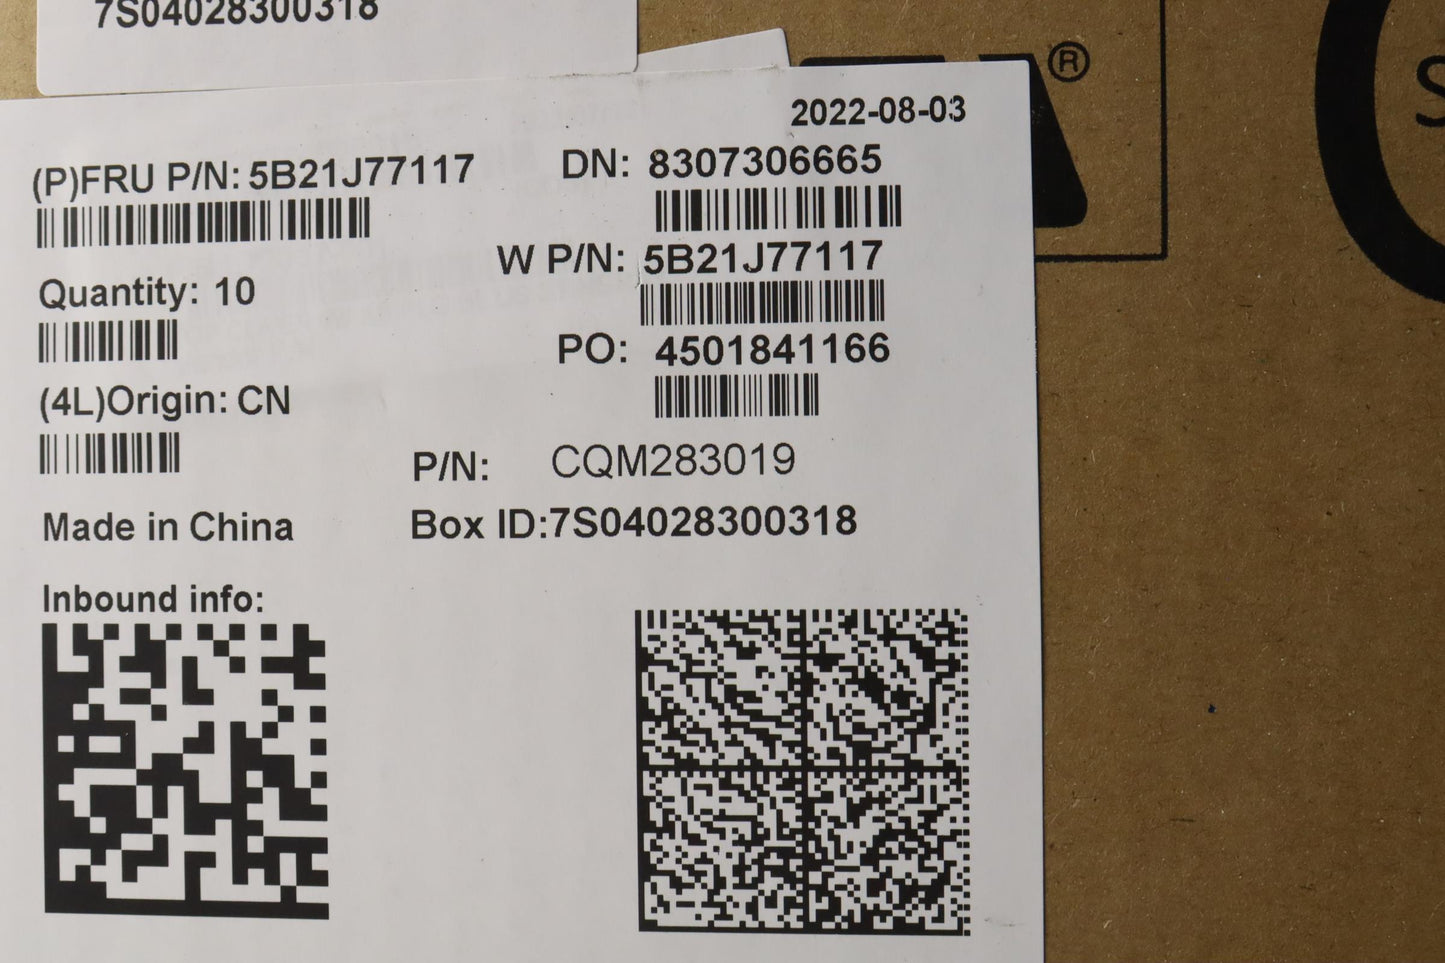 7S04028300318
®
2022-08-03
(P)FRU P/N: 5B21J77117
DN: 8307306665
W P/N: 5B21J77117
Quantity: 10
PO: 4501841166
(4L)Origin: CN
P/N: CQM283019
Made in China
Box ID:7S04028300318
Inbound info: